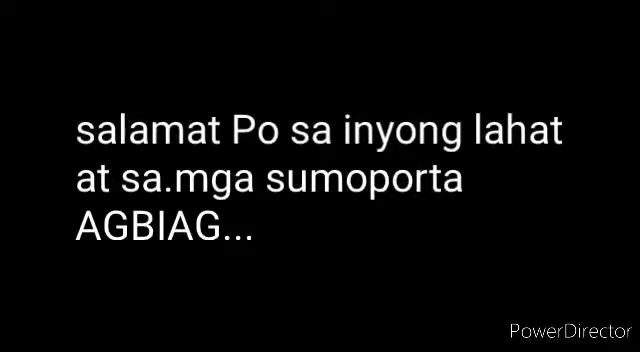 salamat Po sa inyong lahat
at sa.mga sumoporta
AGBIAG...
PowerDirector